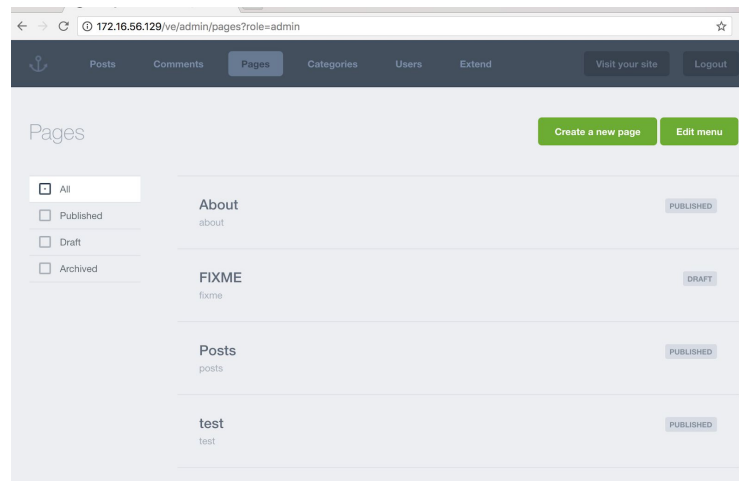 172.16.56.129/ve/admin/pages?role=admin
Posts Comments Pages Categories Users Extend Visit your site Logout
Pages
Create a new page Edit menu
All
Published
Draft
Archived
About
about
PUBLISHED
FIXME
fixme
DRAFT
Posts
posts
PUBLISHED
test
test
PUBLISHED